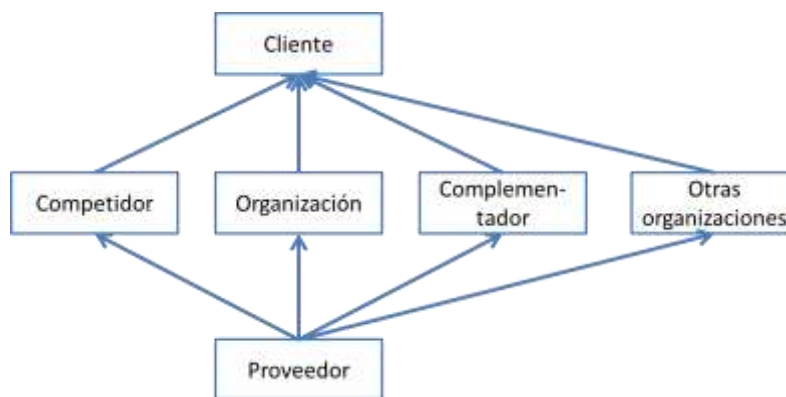 Cliente
Competidor
Organización
Complemen-
tador
Otras
organizaciones
Proveedor